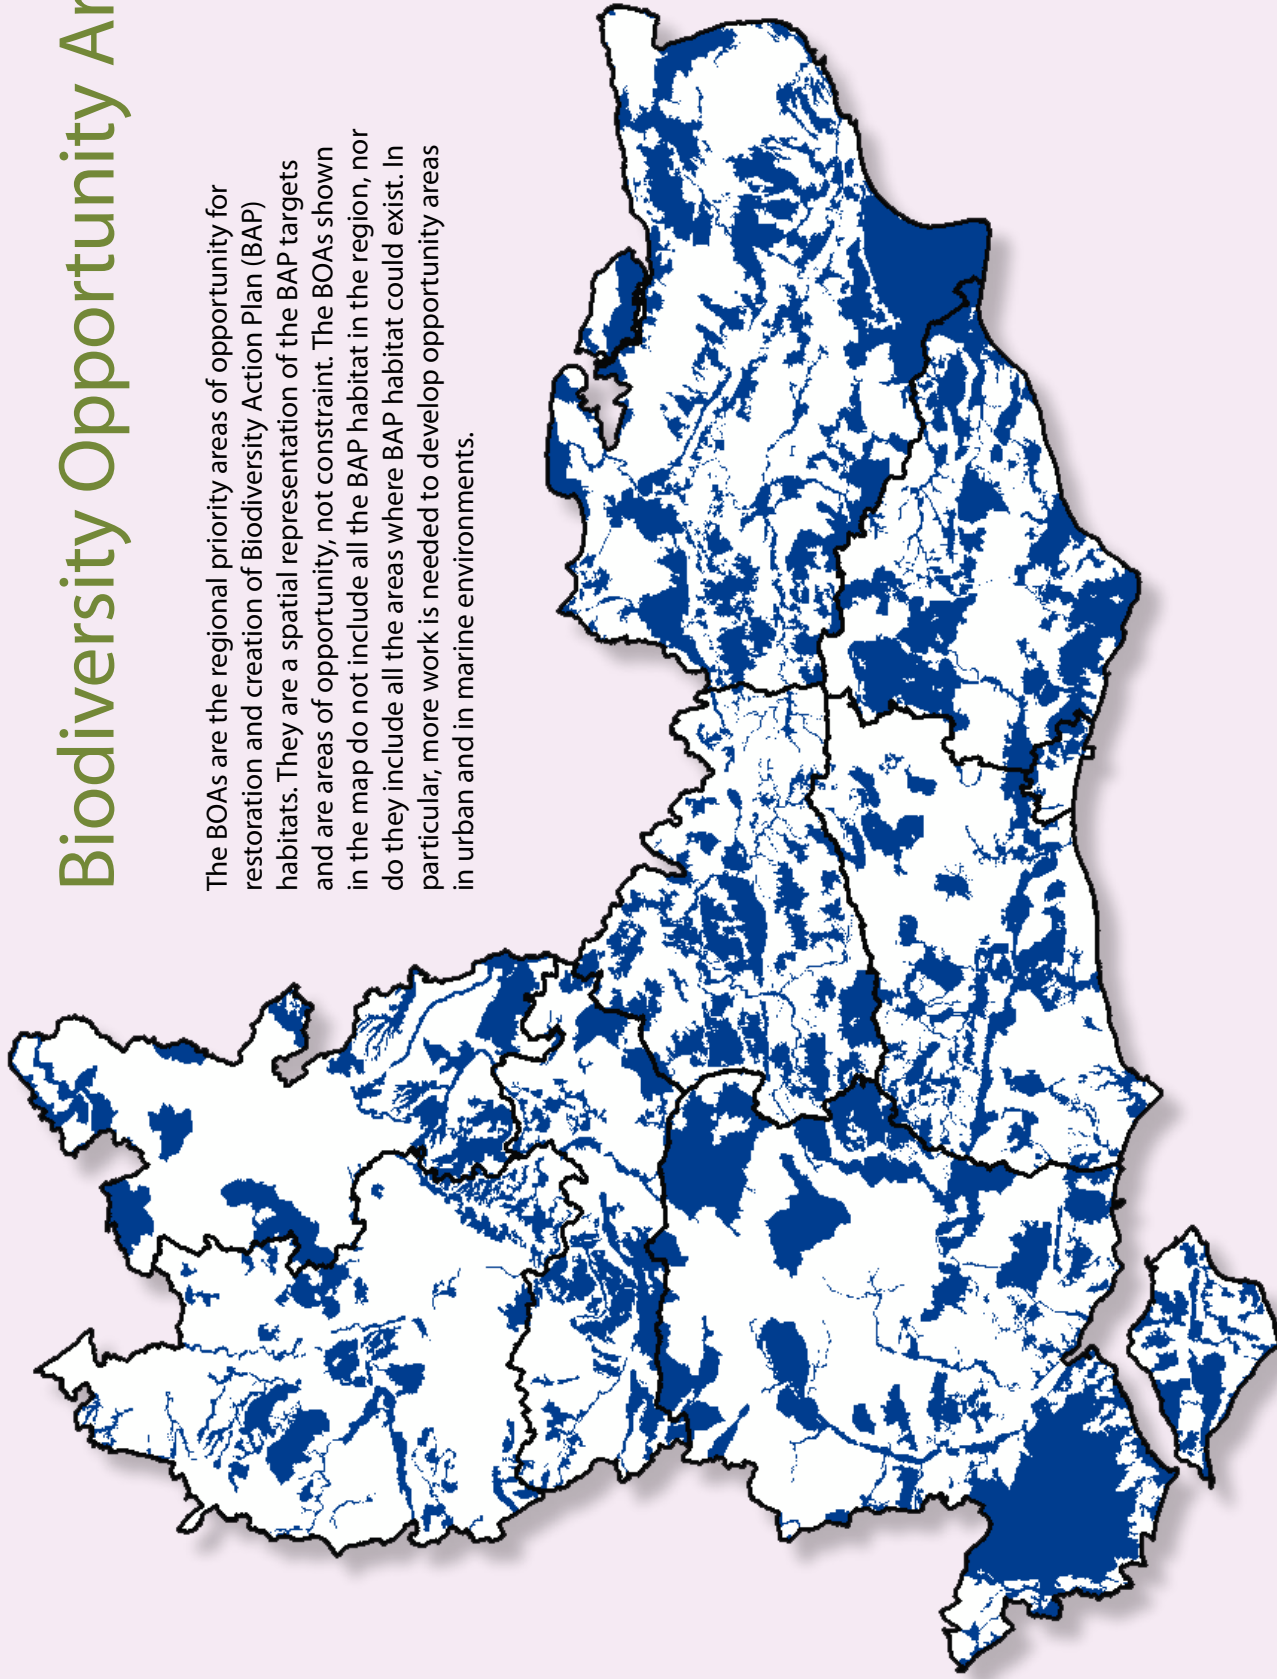 Biodiversity Opportunity Ar
The BOAs are the regional priority areas of opportunity for
restoration and creation of Biodiversity Action Plan (BAP)
habitats. They are a spatial representation of the BAP targets
and are areas of opportunity, not constraint. The BOAs shown
in the map do not include all the BAP habitat in the region, nor
do they include all the areas where BAP habitat could exist. In
particular, more work is needed to develop opportunity areas
in urban and in marine environments.